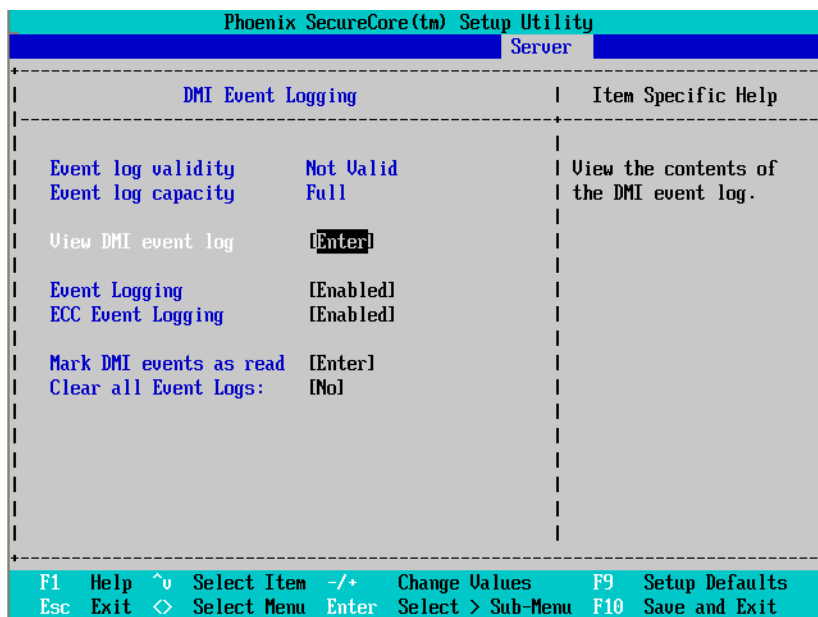 Phoenix SecureCore(tm) Setup Utility
Server
DMI Event Logging
Item Specific Help
Event log validity Not Valid
Event log capacity Full
View DMI event log [Enter]
Event Logging [Enabled]
ECC Event Logging [Enabled]
Mark DMI events as read [Enter]
Clear all Event Logs: [No]
View the contents of
the DMI event log.
F1 Help ^v Select Item -/+ Change Values F9 Setup Defaults
Esc Exit <> Select Menu Enter Select > Sub-Menu F10 Save and Exit